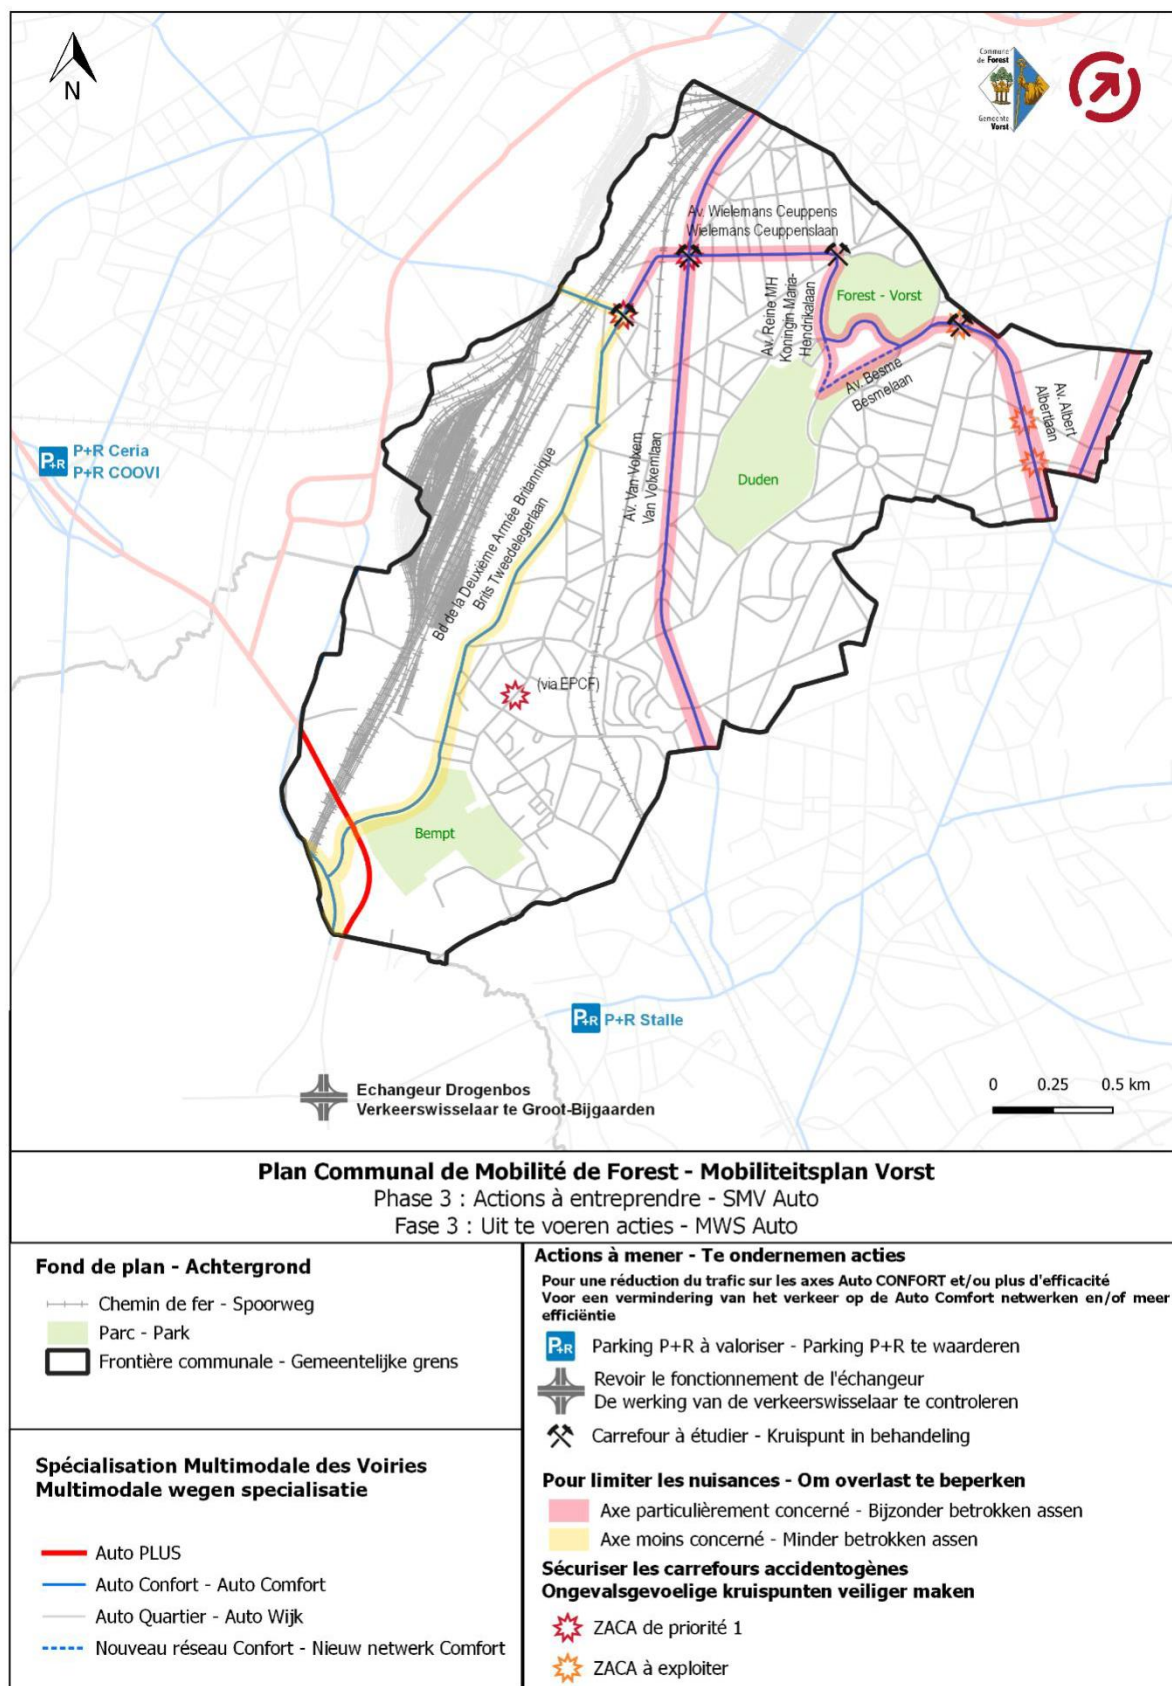 N
Commune
de Forest
Gemeente
Vorst
Av. Wielemans Ceuppens
Wielemans Ceuppenslaan
Av. Reine MH
Koningin Maria-
Hendrikalaan
Forest - Vorst
Av. Besme
Besmelaan
Av. Albert
Albertlaan
P+R
P+R Ceria
P+R COOVI
Bd de la Deuxième Armée Britannique
Brits Tweedelegerlaan
Av. Van Volxem
Van Volxemlaan
Duden
(via EPCF)
Bempt
P+R
P+R Stalle
Echangeur Drogenbos
Verkeerswisselaar te Groot-Bijgaarden
0 0.25 0.5 km
Plan Communal de Mobilité de Forest - Mobiliteitsplan Vorst
Phase 3 : Actions à entreprendre - SMV Auto
Fase 3 : Uit te voeren acties - MWS Auto
Fond de plan - Achtergrond
Chemin de fer - Spoorweg
Parc - Park
Frontière communale - Gemeentelijke grens
Spécialisation Multimodale des Voiries
Multimodale wegen specialisatie
Auto PLUS
Auto Confort - Auto Comfort
Auto Quartier - Auto Wijk
Nouveau réseau Confort - Nieuw netwerk Comfort
Actions à mener - Te ondernemen acties
Pour une réduction du trafic sur les axes Auto CONFORT et/ou plus d'efficacité
Voor een vermindering van het verkeer op de Auto Comfort netwerken en/of meer
efficiëntie
P+R
Parking P+R à valoriser - Parking P+R te waarderen
Revoir le fonctionnement de l'échangeur
De werking van de verkeerswisselaar te controleren
Carrefour à étudier - Kruispunt in behandeling
Pour limiter les nuisances - Om overlast te beperken
Axe particulièrement concerné - Bijzonder betrokken assen
Axe moins concerné - Minder betrokken assen
Sécuriser les carrefours accidentogènes
Ongevalsgevoelige kruispunten veiliger maken
ZACA de priorité 1
ZACA à exploiter